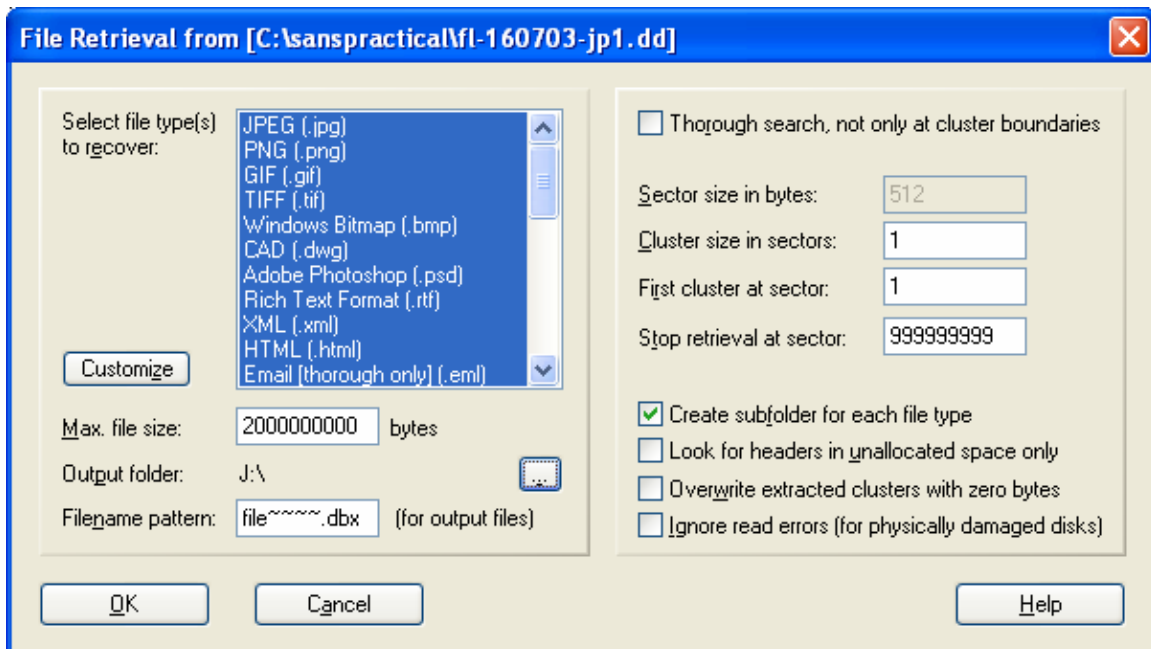 File Retrieval from [C:\sanspractical\fl-160703-jp1.dd]
Select file type(s)
to recover:
JPEG (.jpg)
PNG (.png)
GIF (.gif)
TIFF (.tif)
Windows Bitmap (.bmp)
CAD (.dwg)
Adobe Photoshop (.psd)
Rich Text Format (.rtf)
XML (.xml)
HTML (.html)
Email [thorough only] (.eml)
Customize
Max. file size: 2000000000 bytes
Output folder: J:\ ...
Filename pattern: file~~~~.dbx (for output files)
Thorough search, not only at cluster boundaries
Sector size in bytes: 512
Cluster size in sectors: 1
First cluster at sector: 1
Stop retrieval at sector: 999999999
Create subfolder for each file type
Look for headers in unallocated space only
Overwrite extracted clusters with zero bytes
Ignore read errors (for physically damaged disks)
OK Cancel Help